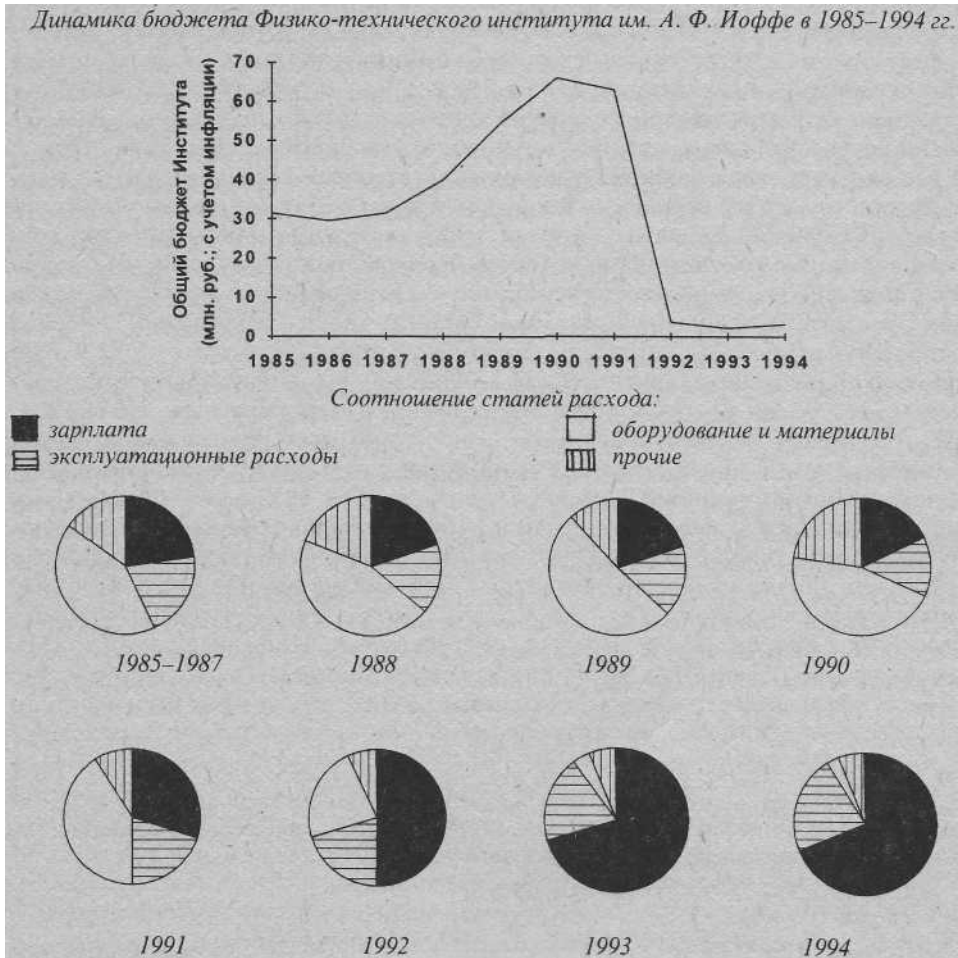 Динамика бюджета Физико-технического института им. А. Ф. Иоффе в 1985–1994 гг.
Общий бюджет Института
(млн. руб.; с учетом инфляции)
70
60
50
40
30
20
10
0
1985 1986 1987 1988 1989 1990 1991 1992 1993 1994
Соотношение статей расхода:
зарплата
оборудование и материалы
эксплуатационные расходы
прочие
1985–1987 1988 1989 1990
1991 1992 1993 1994